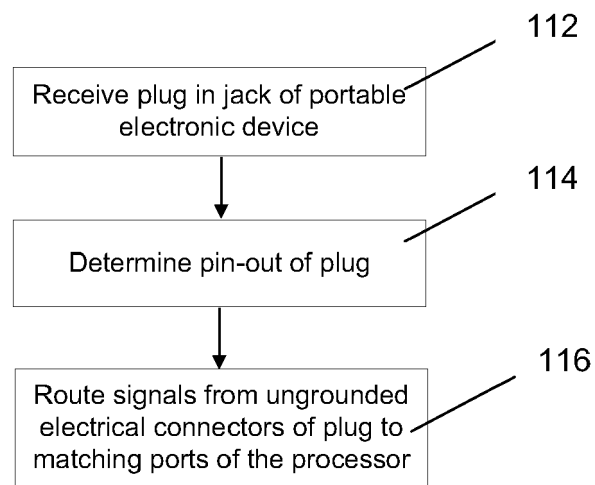 112
Receive plug in jack of portable
electronic device
114
Determine pin-out of plug
116
Route signals from ungrounded
electrical connectors of plug to
matching ports of the processor